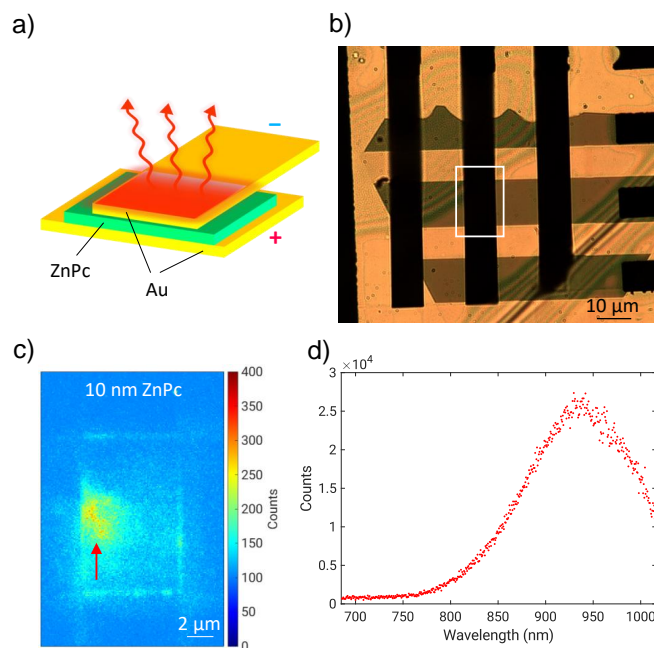 a)
−
ZnPc
Au
+
b)
10 µm
c)
10 nm ZnPc
400
350
300
250
200
150
100
50
0
Counts
2 µm
d)
×10⁴
3
2.5
2
1.5
1
0.5
0
Counts
700 750 800 850 900 950 1000
Wavelength (nm)